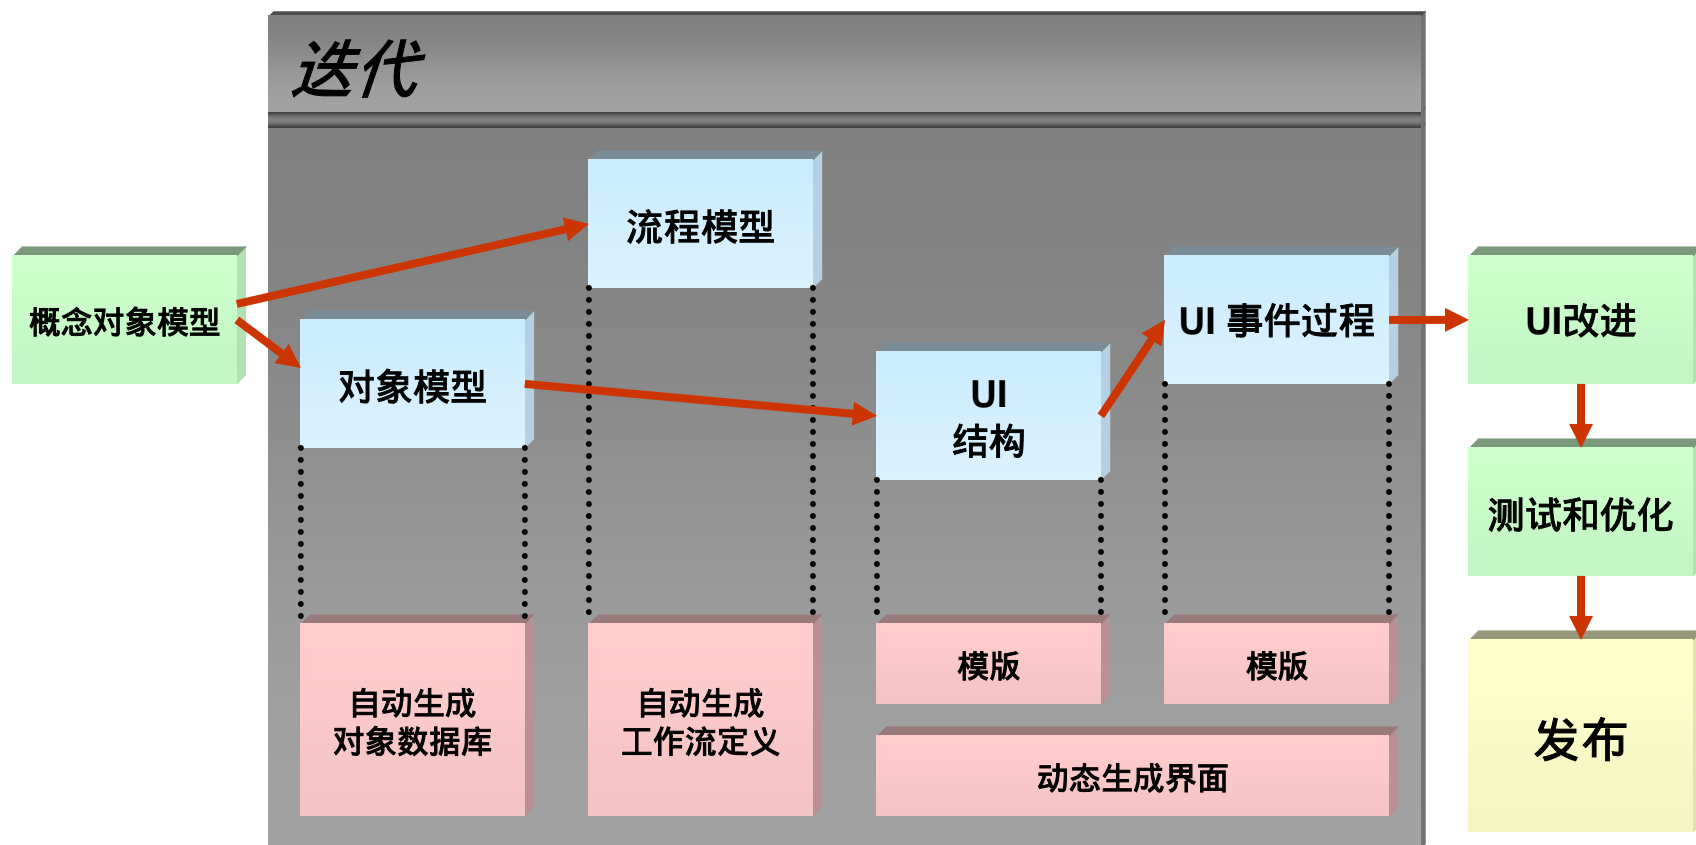 迭代
流程模型
概念对象模型
对象模型
UI
结构
UI 事件过程
UI改进
测试和优化
自动生成
对象数据库
自动生成
工作流定义
模版
模版
动态生成界面
发布